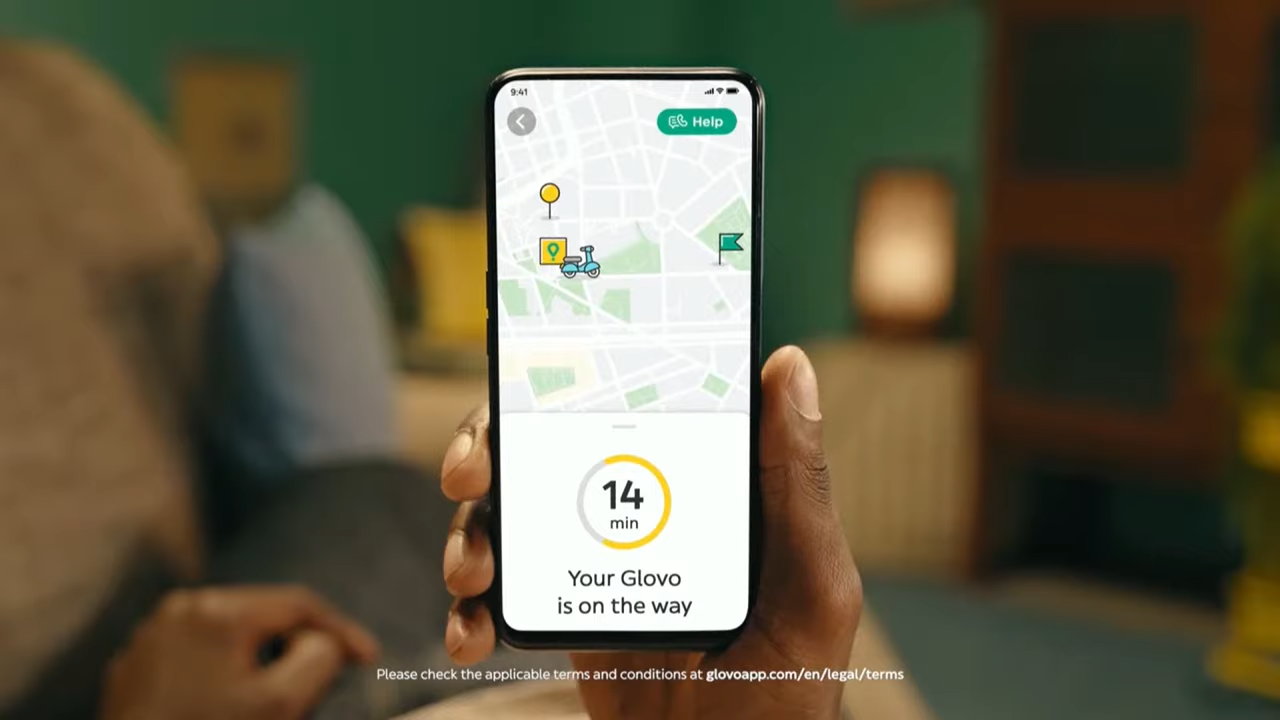 9:41
Help
14
min
Your Glovo
is on the way
Please check the applicable terms and conditions at glovoapp.com/en/legal/terms